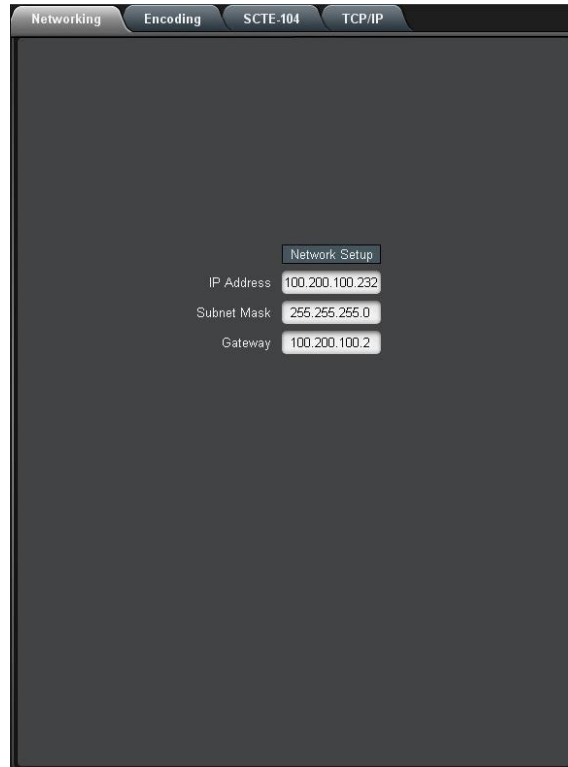 Networking Encoding SCTE-104 TCP/IP
Network Setup
IP Address 100.200.100.232
Subnet Mask 255.255.255.0
Gateway 100.200.100.2